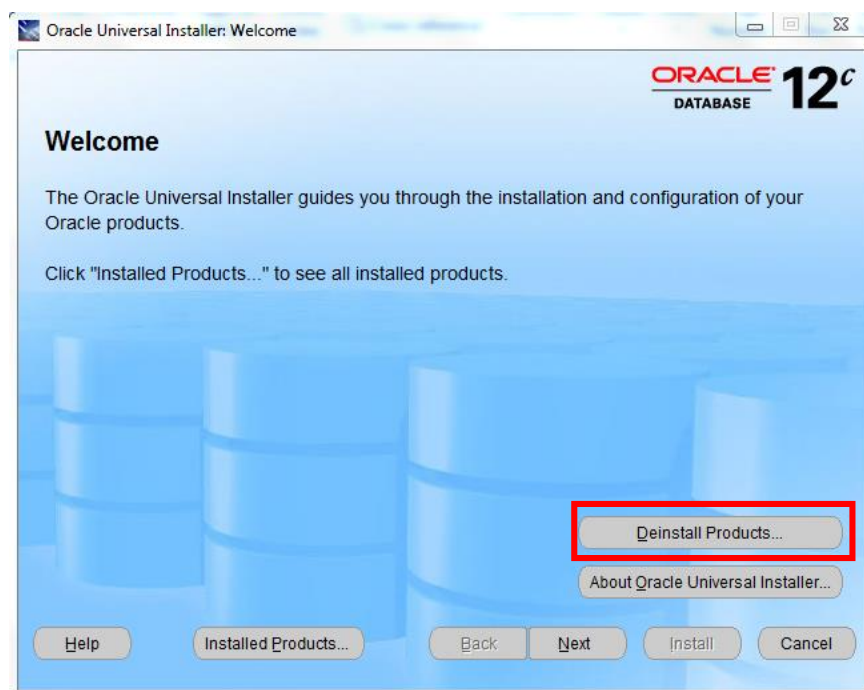 Oracle Universal Installer: Welcome
ORACLE
DATABASE
12c
Welcome
The Oracle Universal Installer guides you through the installation and configuration of your
Oracle products.
Click "Installed Products..." to see all installed products.
Deinstall Products...
About Oracle Universal Installer...
Help
Installed Products...
Back
Next
Install
Cancel